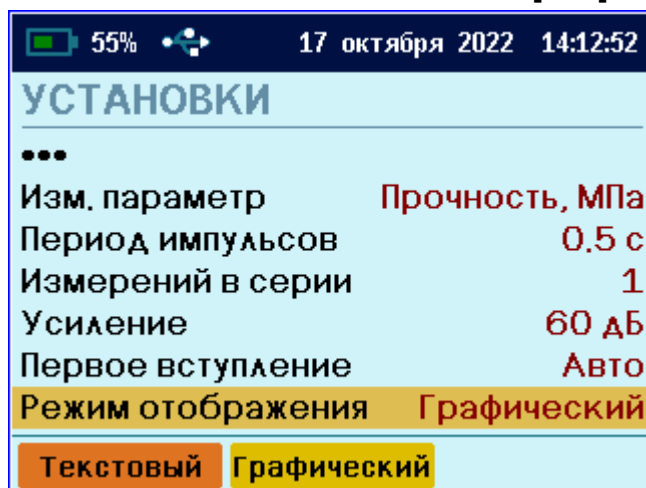 55% 17 октября 2022 14:12:52
УСТАНОВКИ
•••
Изм. параметр Прочность, МПа
Период импульсов 0.5 с
Измерений в серии 1
Усиление 60 дБ
Первое вступление Авто
Режим отображения Графический
Текстовый Графический